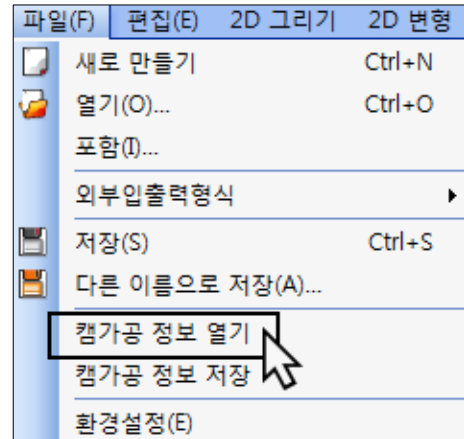 파일(F) 편집(E) 2D 그리기 2D 변형
새로 만들기 Ctrl+N
열기(O)... Ctrl+O
포함(I)...
외부입출력형식
저장(S) Ctrl+S
다른 이름으로 저장(A)...
캠가공 정보 열기
캠가공 정보 저장
환경설정(E)